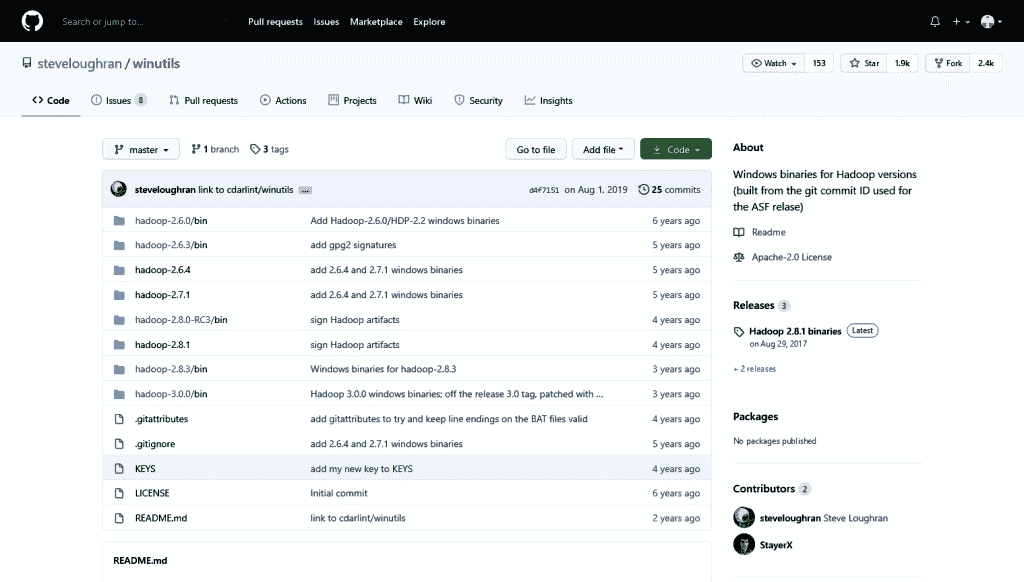 Search or jump to...
Pull requests Issues Marketplace Explore
steveloughran / winutils
Watch 153 Star 1.9k Fork 2.4k
Code Issues 8 Pull requests Actions Projects Wiki Security Insights
master 1 branch 3 tags Go to file Add file Code
steveloughran link to cdarlint/winutils ... d4f7151 on Aug 1, 2019 25 commits
hadoop-2.6.0/bin Add Hadoop-2.6.0/HDP-2.2 windows binaries 6 years ago
hadoop-2.6.3/bin add gpg2 signatures 5 years ago
hadoop-2.6.4 add 2.6.4 and 2.7.1 windows binaries 5 years ago
hadoop-2.7.1 add 2.6.4 and 2.7.1 windows binaries 5 years ago
hadoop-2.8.0-RC3/bin sign Hadoop artifacts 4 years ago
hadoop-2.8.1 sign Hadoop artifacts 4 years ago
hadoop-2.8.3/bin Windows binaries for hadoop-2.8.3 3 years ago
hadoop-3.0.0/bin Hadoop 3.0.0 windows binaries; off the release 3.0 tag, patched with ... 3 years ago
.gitattributes add gitattributes to try and keep line endings on the BAT files valid 4 years ago
.gitignore add 2.6.4 and 2.7.1 windows binaries 5 years ago
KEYS add my new key to KEYS 4 years ago
LICENSE Initial commit 6 years ago
README.md link to cdarlint/winutils 2 years ago
README.md
About
Windows binaries for Hadoop versions
(built from the git commit ID used for
the ASF relase)
Readme
Apache-2.0 License
Releases 3
Hadoop 2.8.1 binaries Latest
on Aug 29, 2017
+ 2 releases
Packages
No packages published
Contributors 2
steveloughran Steve Loughran
StayerX